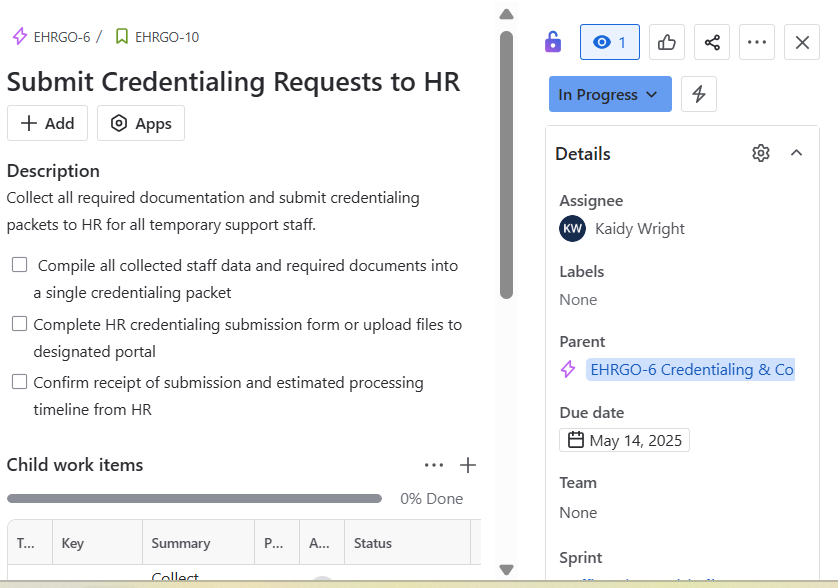 EHRGO-6 / EHRGO-10
Submit Credentialing Requests to HR
Add Apps
Description
Collect all required documentation and submit credentialing
packets to HR for all temporary support staff.
Compile all collected staff data and required documents into
a single credentialing packet
Complete HR credentialing submission form or upload files to
designated portal
Confirm receipt of submission and estimated processing
timeline from HR
Child work items
0% Done
T... Key Summary P... A... Status
Collect
1
In Progress
Details
Assignee
KW Kaidy Wright
Labels
None
Parent
EHRGO-6 Credentialing & Co
Due date
May 14, 2025
Team
None
Sprint